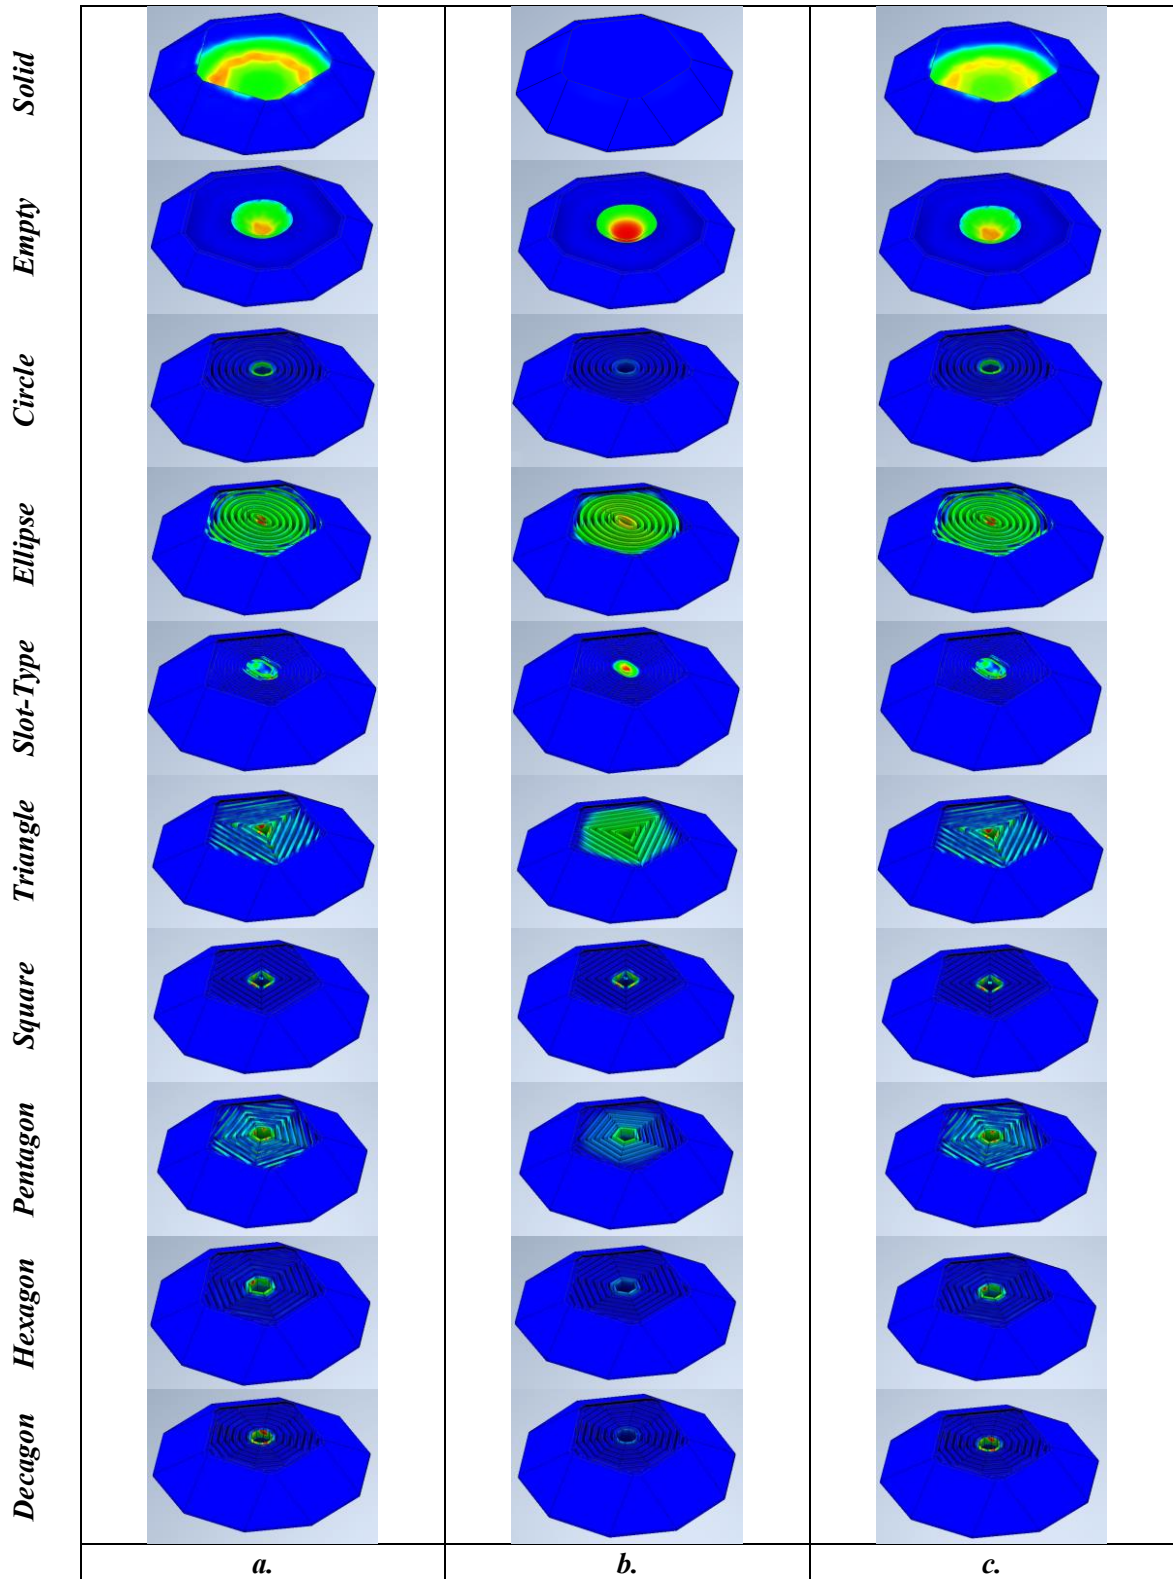 Solid
Empty
Circle
Ellipse
Slot-Type
Triangle
Square
Pentagon
Hexagon
Decagon
a. b. c.